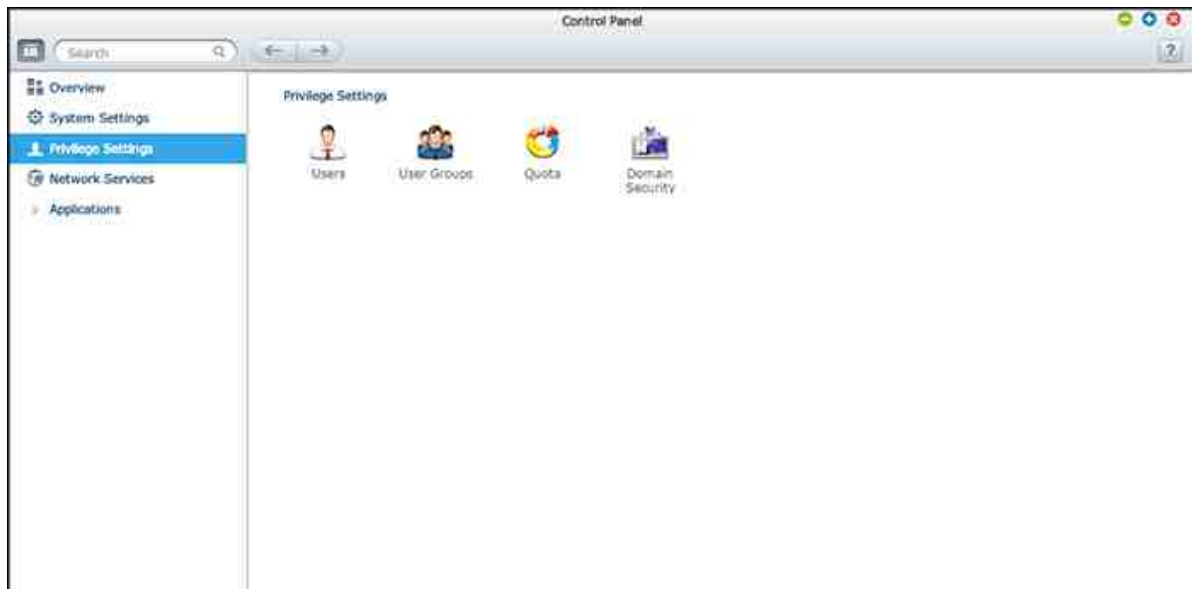 Control Panel
Search
?
Overview
System Settings
Privilege Settings
Network Services
Applications
Privilege Settings
Users
User Groups
Quota
Domain
Security